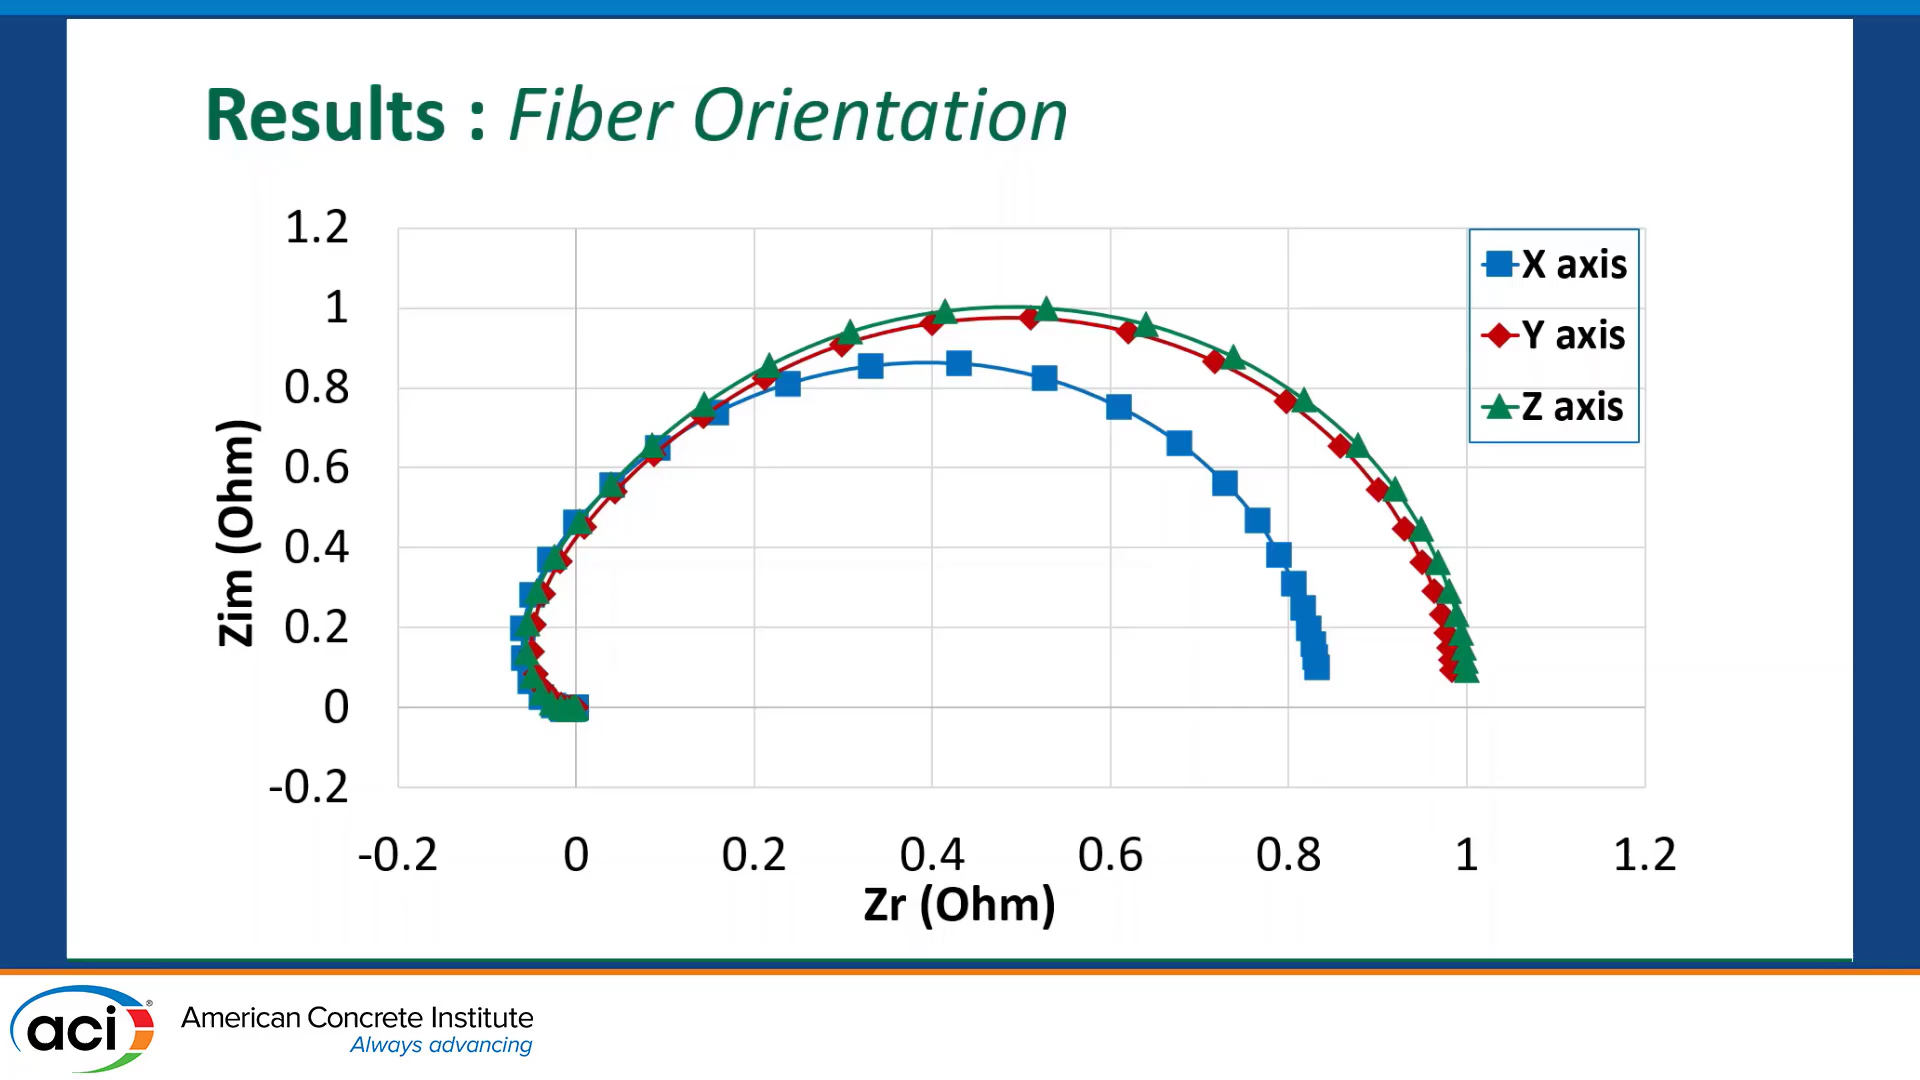 Results : Fiber Orientation
1.2
1
0.8
0.6
0.4
0.2
0
-0.2
Zim (Ohm)
X axis
Y axis
Z axis
-0.2 0 0.2 0.4 0.6 0.8 1 1.2
Zr (Ohm)
aci®
American Concrete Institute
Always advancing